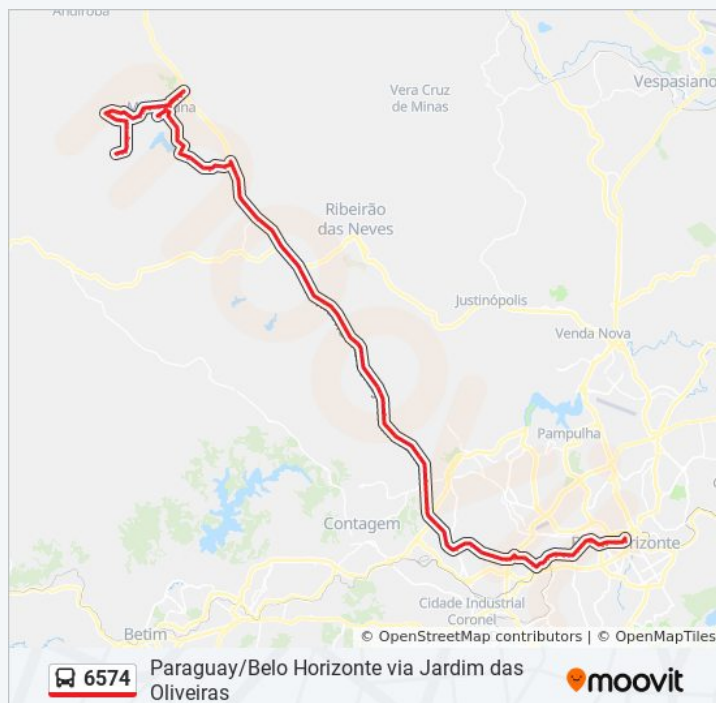 Andiroba
Vespasiano
Vera Cruz
de Minas
Ribeirão
das Neves
Justinópolis
Venda Nova
Pampulha
Contagem
Cidade Industrial
Coronel
Betim
© OpenStreetMap contributors | © OpenMapTiles
6574
Paraguay/Belo Horizonte via Jardim das
Oliveiras
moovit